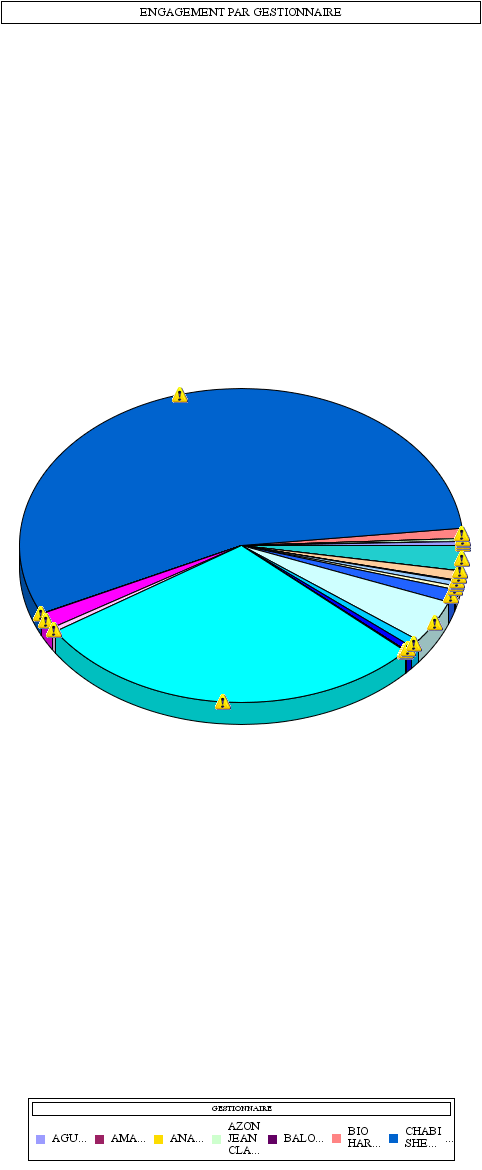 ENGAGEMENT PAR GESTIONNAIRE
GESTIONNAIRE
AGU...
AMA...
ANA...
AZON
JEAN
CLA...
BALO...
BIO
HAR...
CHABI
SHE...
...